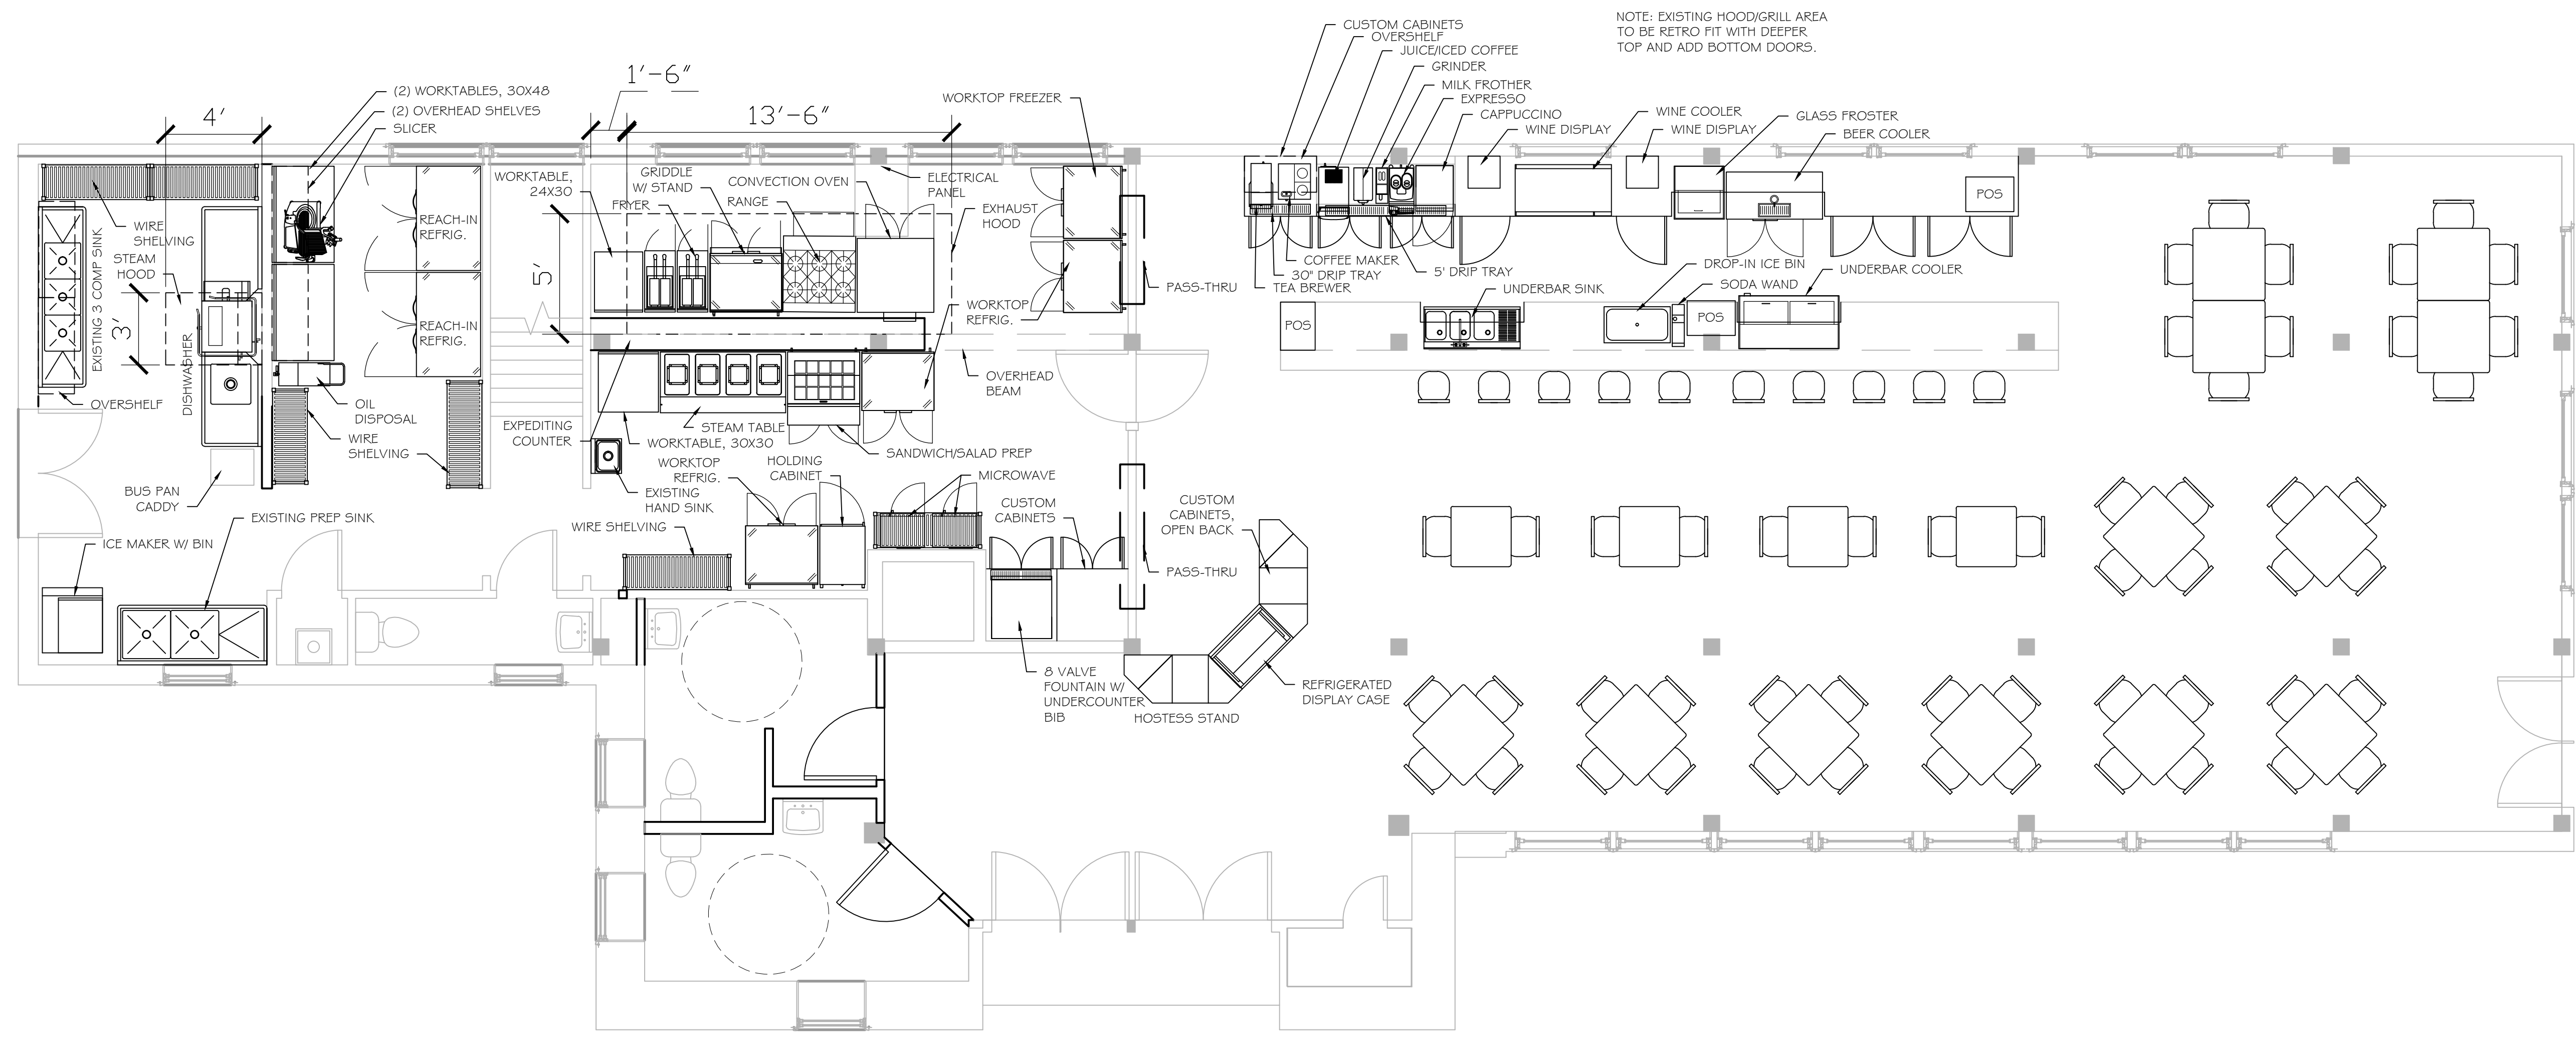 NOTE: EXISTING HOOD/GRILL AREA
TO BE RETRO FIT WITH DEEPER
TOP AND ADD BOTTOM DOORS.
CUSTOM CABINETS
OVERSHELF
JUICE/ICED COFFEE
GRINDER
MILK FROTHER
EXPRESSO
CAPPUCCINO
WINE DISPLAY
WINE COOLER
WINE DISPLAY
GLASS FROSTER
BEER COOLER
1'-6"
4'
13'-6"
(2) WORKTABLES, 30X48
(2) OVERHEAD SHELVES
SLICER
WORKTOP FREEZER
WORKTABLE,
24X30
GRIDDLE
W/ STAND
FRYER
CONVECTION OVEN
RANGE
ELECTRICAL
PANEL
EXHAUST
HOOD
REACH-IN
REFRIG.
REACH-IN
REFRIG.
WIRE
SHELVING
STEAM
HOOD
EXISTING 3 COMP SINK
3'
5'
DISHWASHER
OVERSHELF
OIL
DISPOSAL
WIRE
SHELVING
BUS PAN
CADDY
EXISTING PREP SINK
ICE MAKER W/ BIN
WORKTOP
REFRIG.
PASS-THRU
OVERHEAD
BEAM
EXPEDITING
COUNTER
STEAM TABLE
WORKTABLE, 30X30
SANDWICH/SALAD PREP
WORKTOP
REFRIG.
HOLDING
CABINET
MICROWAVE
EXISTING
HAND SINK
WIRE SHELVING
CUSTOM
CABINETS
CUSTOM
CABINETS,
OPEN BACK
PASS-THRU
8 VALVE
FOUNTAIN W/
UNDERCOUNTER
BIB
HOSTESS STAND
REFRIGERATED
DISPLAY CASE
COFFEE MAKER
30" DRIP TRAY
TEA BREWER
5' DRIP TRAY
UNDERBAR SINK
DROP-IN ICE BIN
SODA WAND
UNDERBAR COOLER
POS
POS
POS